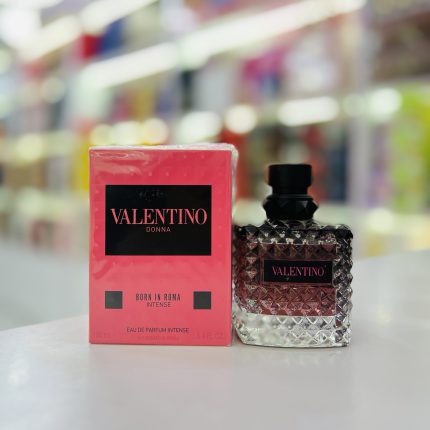 VALENTINO
DONNA
BORN IN ROMA
INTENSE
EAU DE PARFUM INTENSE
VALENTINO